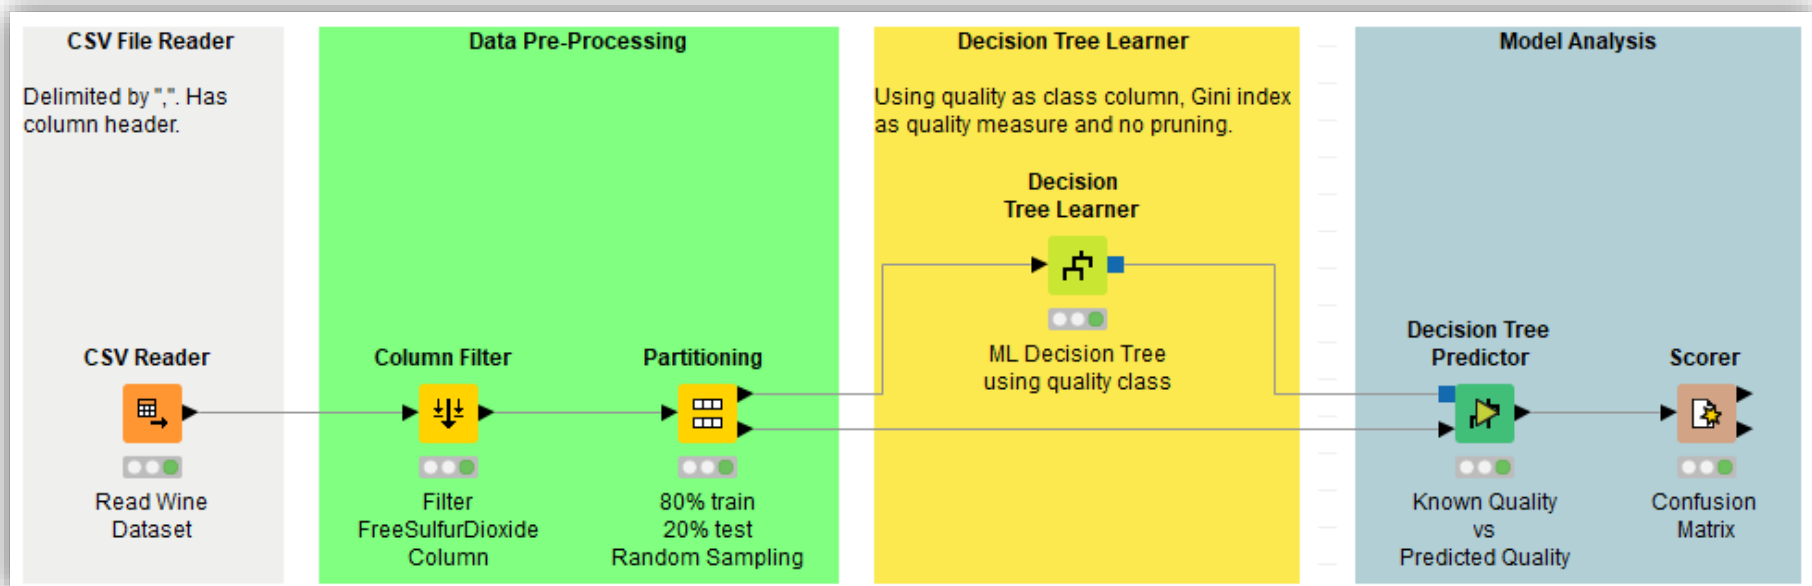 CSV File Reader
Delimited by ",". Has
column header.
CSV Reader
Read Wine
Dataset
Data Pre-Processing
Column Filter
Filter
FreeSulfurDioxide
Column
Partitioning
80% train
20% test
Random Sampling
Decision Tree Learner
Using quality as class column, Gini index
as quality measure and no pruning.
Decision
Tree Learner
ML Decision Tree
using quality class
Model Analysis
Decision Tree
Predictor
Known Quality
vs
Predicted Quality
Scorer
Confusion
Matrix